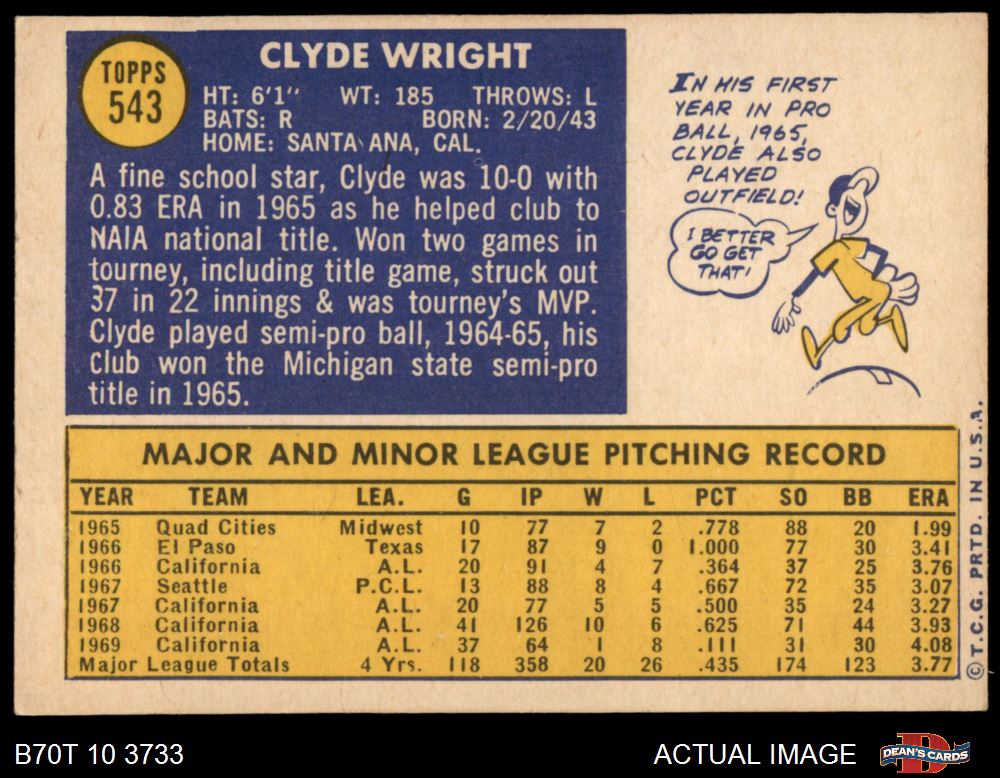 TOPPS
543
CLYDE WRIGHT
HT: 6'1" WT: 185 THROWS: L
BATS: R BORN: 2/20/43
HOME: SANTA ANA, CAL.
A fine school star, Clyde was 10-0 with
0.83 ERA in 1965 as he helped club to
NAIA national title. Won two games in
tourney, including title game, struck out
37 in 22 innings & was tourney's MVP.
Clyde played semi-pro ball, 1964-65, his
club won the Michigan state semi-pro
title in 1965.
IN HIS FIRST
YEAR IN PRO
BALL, 1965,
CLYDE ALSO
PLAYED
OUTFIELD!
I BETTER
GO GET
THAT!
MAJOR AND MINOR LEAGUE PITCHING RECORD
YEAR TEAM LEA. G IP W L PCT SO BB ERA
1965 Quad Cities Midwest 10 77 7 2 .778 88 20 1.99
1966 El Paso Texas 17 87 9 0 1.000 77 30 3.41
1966 California A.L. 20 91 4 7 .364 37 25 3.76
1967 Seattle P.C.L. 13 88 8 4 .667 72 35 3.07
1967 California A.L. 20 77 5 5 .500 35 24 3.27
1968 California A.L. 41 126 10 6 .625 71 44 3.93
1969 California A.L. 37 64 1 8 .111 31 30 4.08
Major League Totals 4 Yrs. 118 358 20 26 .435 174 123 3.77
© T.C.G. PRTD. IN U.S.A.
B70T 10 3733
ACTUAL IMAGE
DEAN'S CARDS